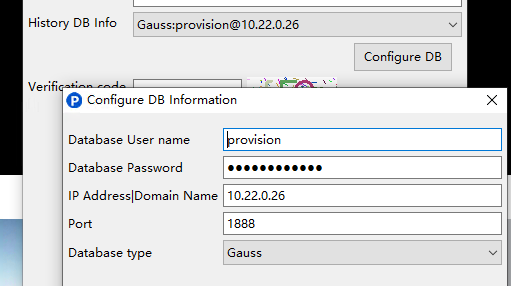 History DB Info Gauss:provision@10.22.0.26
Configure DB
Verification code
P Configure DB Information
Database User name provision
Database Password ●●●●●●●●●●●●
IP Address|Domain Name 10.22.0.26
Port 1888
Database type Gauss